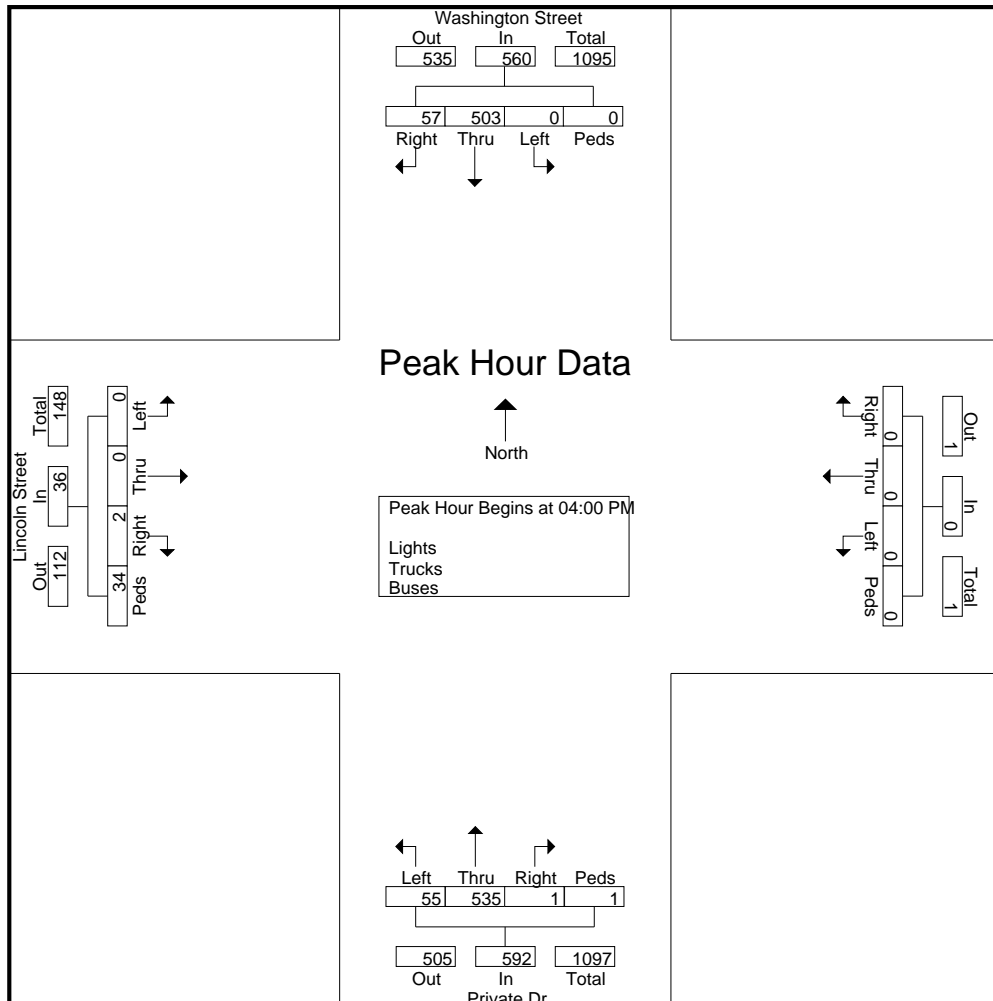 Washington Street
Out In Total
535 560 1095
57 503 0 0
Right Thru Left Peds
Peak Hour Data
North
Peak Hour Begins at 04:00 PM
Lights
Trucks
Buses
Lincoln Street
Out In Total
112 36 148
34 2 0 0
Peds Right Thru Left
Right Thru Left Peds
0 0 0 0
Out In Total
1 0 1
Left Thru Right Peds
55 535 1 1
505 592 1097
Out In Total
Private Dr